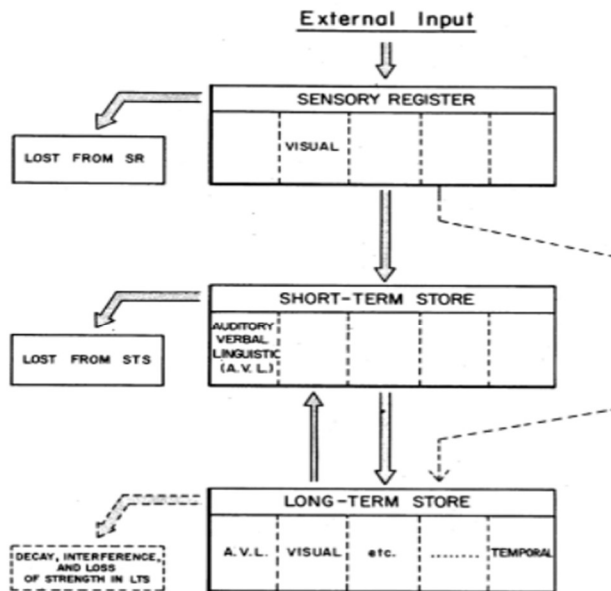 External Input
SENSORY REGISTER
VISUAL
LOST FROM SR
SHORT-TERM STORE
AUDITORY
VERBAL
LINGUISTIC
(A.V.L.)
LOST FROM STS
LONG-TERM STORE
A.V.L. VISUAL etc. ........ TEMPORAL
DECAY, INTERFERENCE,
AND LOSS
OF STRENGTH IN LTS